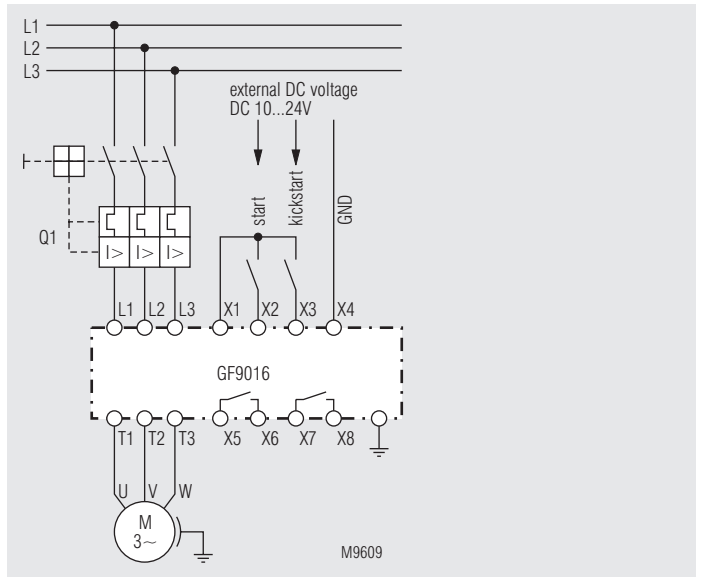 L1
L2
L3
external DC voltage
DC 10...24V
start
kickstart
GND
Q1
I> I> I>
L1 L2 L3 X1 X2 X3 X4
GF9016
T1 T2 T3 X5 X6 X7 X8
U V W
M
3~
M9609